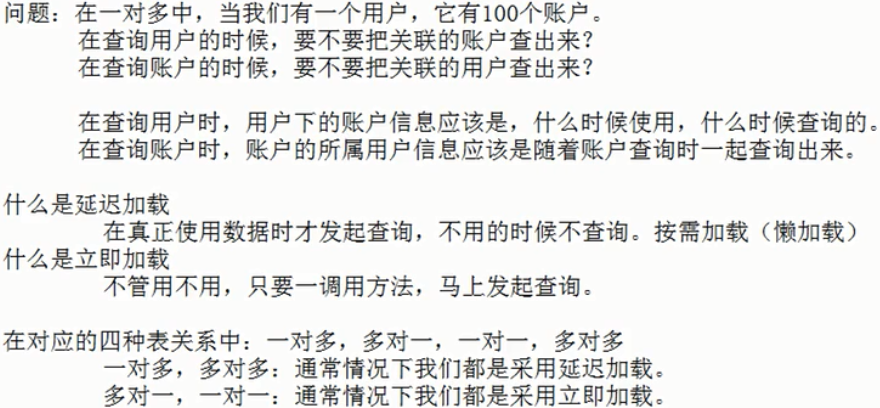 问题：在一对多中，当我们有一个用户，它有100个账户。
在查询用户的时候，要不要把关联的账户查出来？
在查询账户的时候，要不要把关联的用户查出来？
在查询用户时，用户下的账户信息应该是，什么时候使用，什么时候查询的。
在查询账户时，账户的所属用户信息应该是随着账户查询时一起查询出来。
什么是延迟加载
在真正使用数据时才发起查询，不用的时候不查询。按需加载（懒加载）
什么是立即加载
不管用不用，只要一调用方法，马上发起查询。
在对应的四种表关系中：一对多，多对一，一对一，多对多
一对多，多对多：通常情况下我们都是采用延迟加载。
多对一，一对一：通常情况下我们都是采用立即加载。